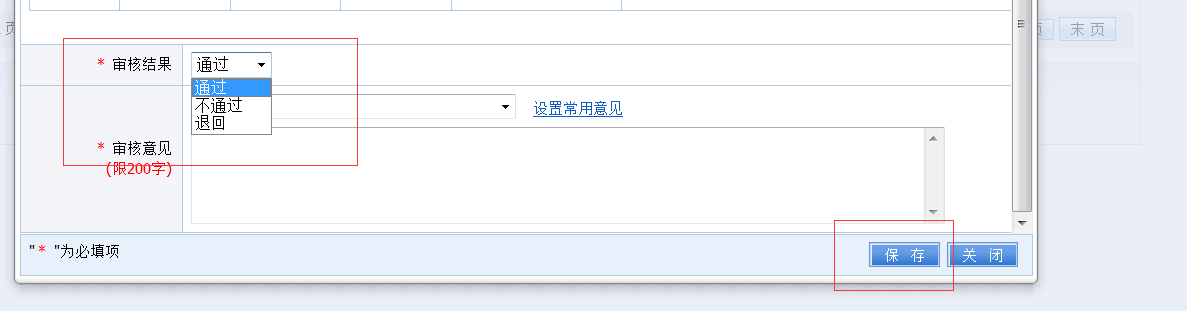 页
页 末 页
* 审核结果 通过
通过
不通过
退回
设置常用意见
* 审核意见
(限200字)
"* "为必填项
保 存 关 闭